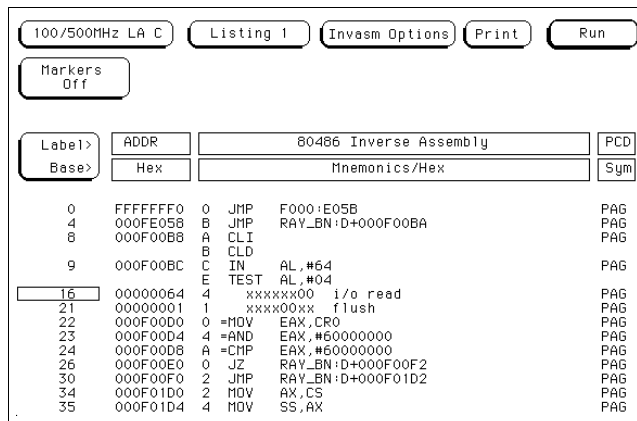 100/500MHz LA C Listing 1 Invasm Options Print Run
Markers
Off
Label> ADDR 80486 Inverse Assembly PCD
Base> Hex Mnemonics/Hex Sym
0 FFFFFFF0 0 JMP F000:E05B PAG
4 000FE058 B JMP RAY_BN:D+000F00BA PAG
8 000F00B8 A CLI PAG
B CLD
9 000F00BC C IN AL,#64 PAG
E TEST AL,#04
16 00000064 4 xxxxxx00 i/o read PAG
21 00000001 1 xxxx00xx flush PAG
22 000F00D0 0 =MOV EAX,CR0 PAG
23 000F00D4 4 =AND EAX,#60000000 PAG
24 000F00D8 A =CMP EAX,#60000000 PAG
26 000F00E0 0 JZ RAY_BN:D+000F00F2 PAG
30 000F00F0 2 JMP RAY_BN:D+000F01D2 PAG
34 000F01D0 2 MOV AX,CS PAG
35 000F01D4 4 MOV SS,AX PAG